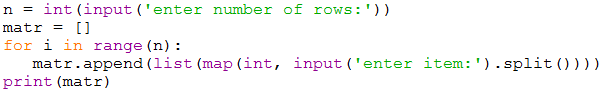 n = int(input('enter number of rows:'))
matr = []
for i in range(n):
   matr.append(list(map(int, input('enter item:').split())))
print(matr)